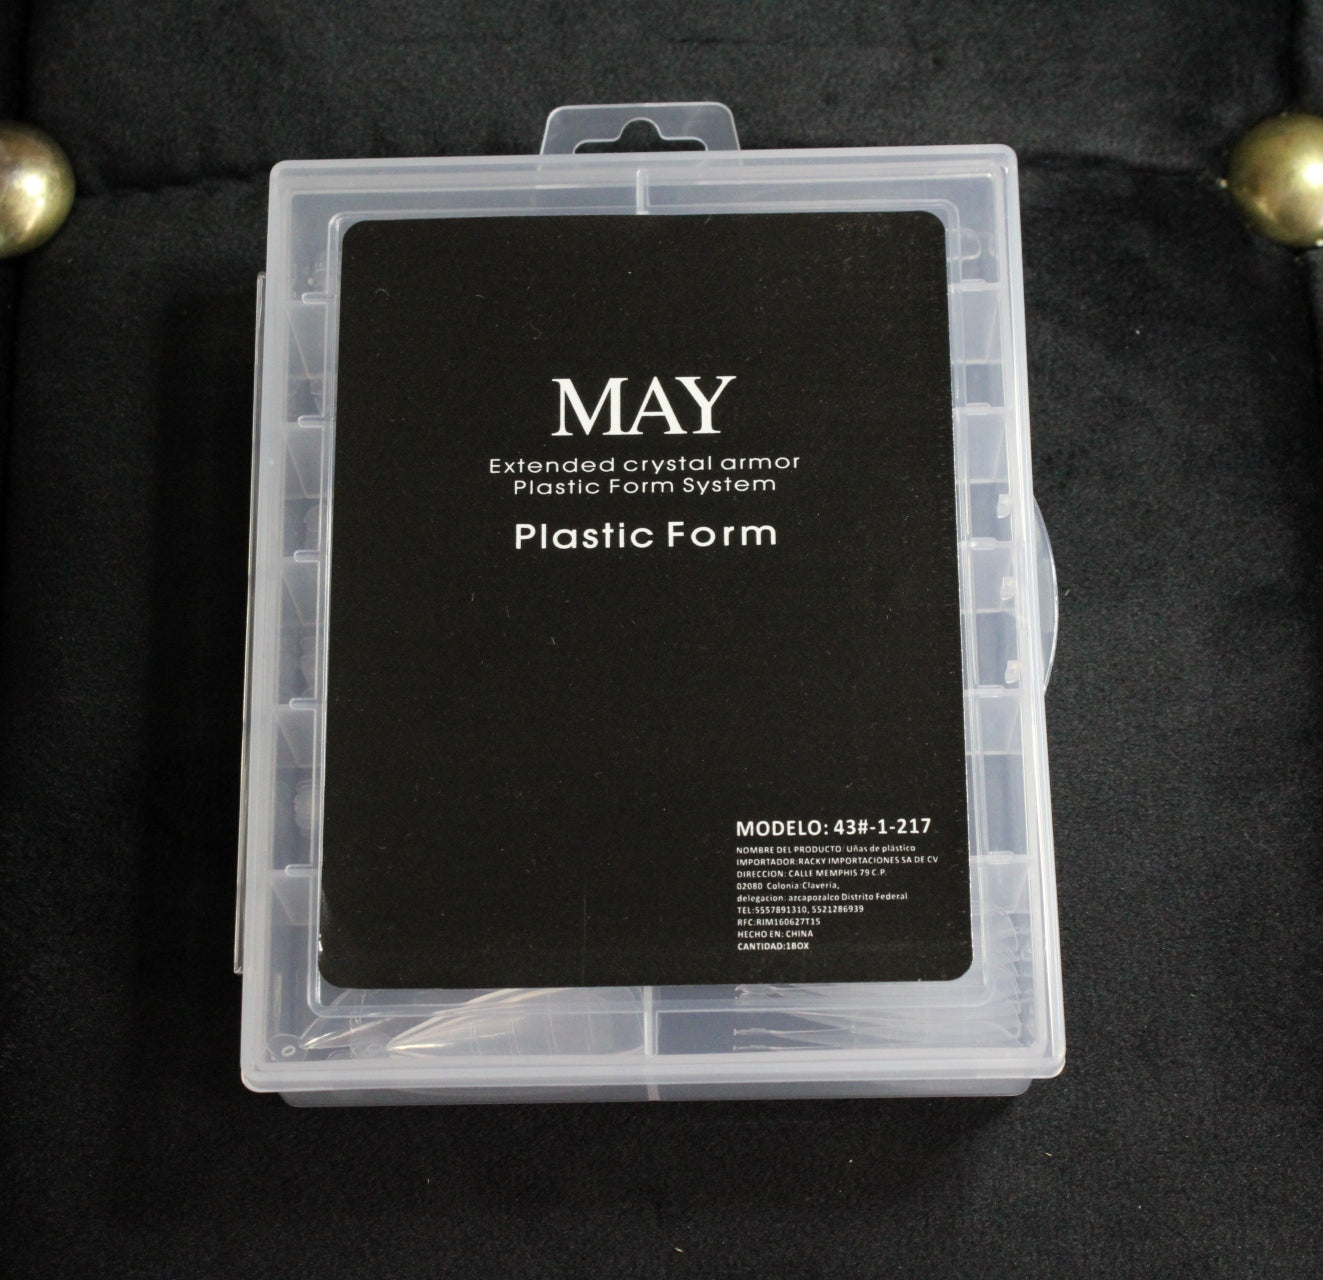 MAY
Extended crystal armor
Plastic Form System
Plastic Form
MODELO: 43#-1-217
NOMBRE DEL PRODUCTO: Uñas de plástico
IMPORTADOR:RACKY IMPORTACIONES SA DE CV
DIRECCION: CALLE MEMPHIS 79 C.P.
02080 Colonia:Claveria,
delegacion. azcapozalco Distrito Federal
TEL:5557891310, 5521286939
RFC:RIM160627T15
HECHO EN: CHINA
CANTIDAD:1BOX